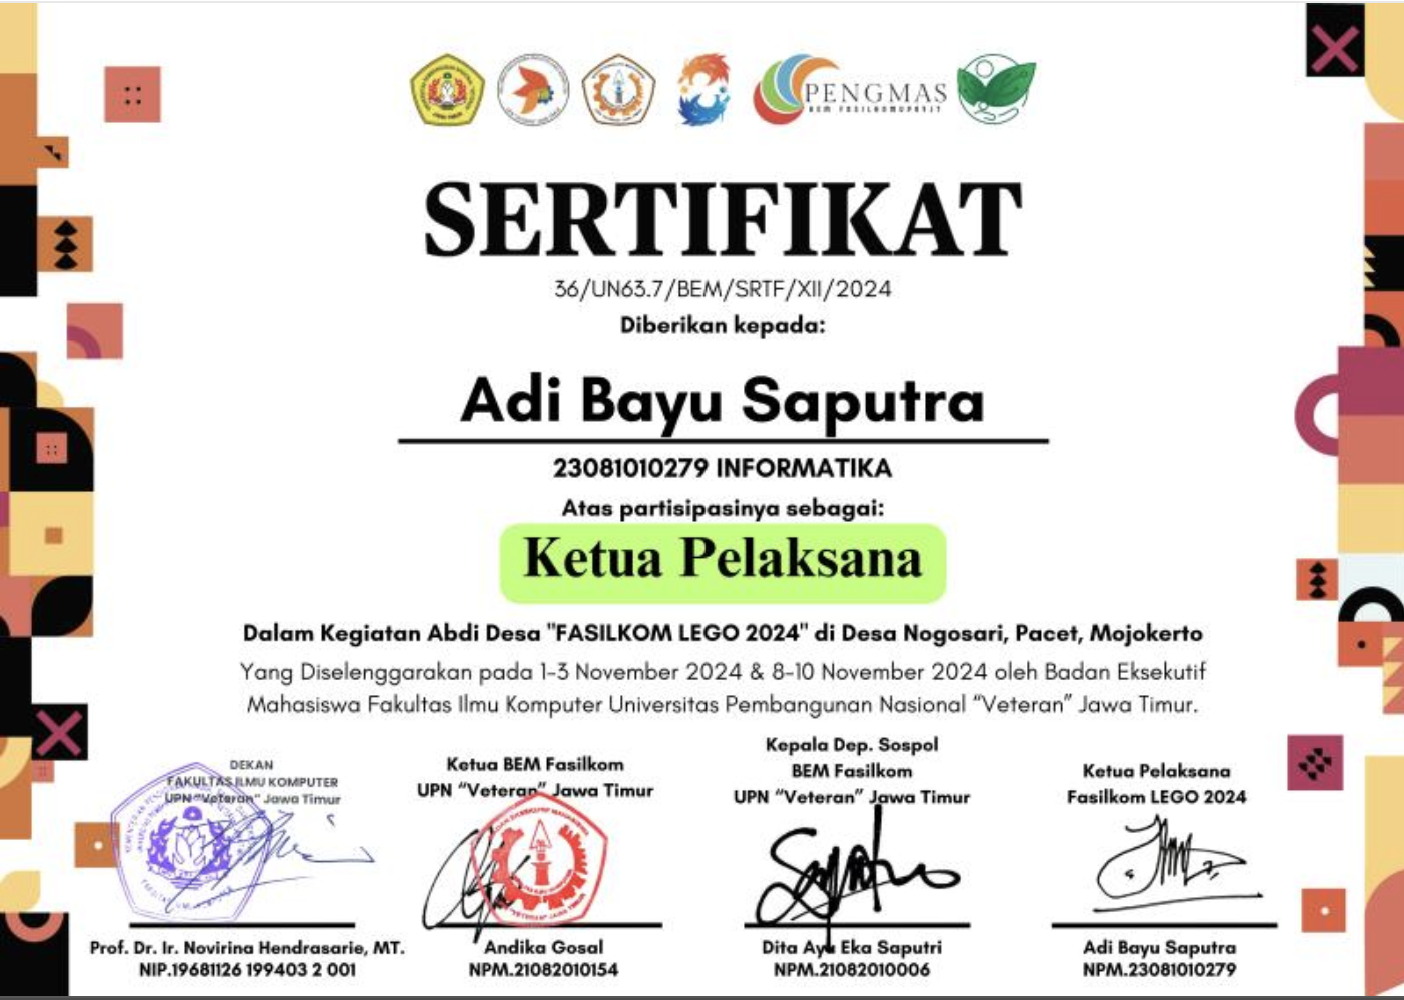 PENGMAS
BEM FASILKOMUPNVJT
SERTIFIKAT
36/UN63.7/BEM/SRTF/XII/2024
Diberikan kepada:
Adi Bayu Saputra
23081010279 INFORMATIKA
Atas partisipasinya sebagai:
Ketua Pelaksana
Dalam Kegiatan Abdi Desa "FASILKOM LEGO 2024" di Desa Nogosari, Pacet, Mojokerto
Yang Diselenggarakan pada 1-3 November 2024 & 8-10 November 2024 oleh Badan Eksekutif
Mahasiswa Fakultas Ilmu Komputer Universitas Pembangunan Nasional “Veteran” Jawa Timur.
DEKAN
FAKULTAS ILMU KOMPUTER
UPN “Veteran” Jawa Timur
Prof. Dr. Ir. Novirina Hendrasarie, MT.
NIP.19681126 199403 2 001
Ketua BEM Fasilkom
UPN “Veteran” Jawa Timur
Andika Gosal
NPM.21082010154
Kepala Dep. Sospol
BEM Fasilkom
UPN “Veteran” Jawa Timur
Dita Ayu Eka Saputri
NPM.21082010006
Ketua Pelaksana
Fasilkom LEGO 2024
Adi Bayu Saputra
NPM.23081010279